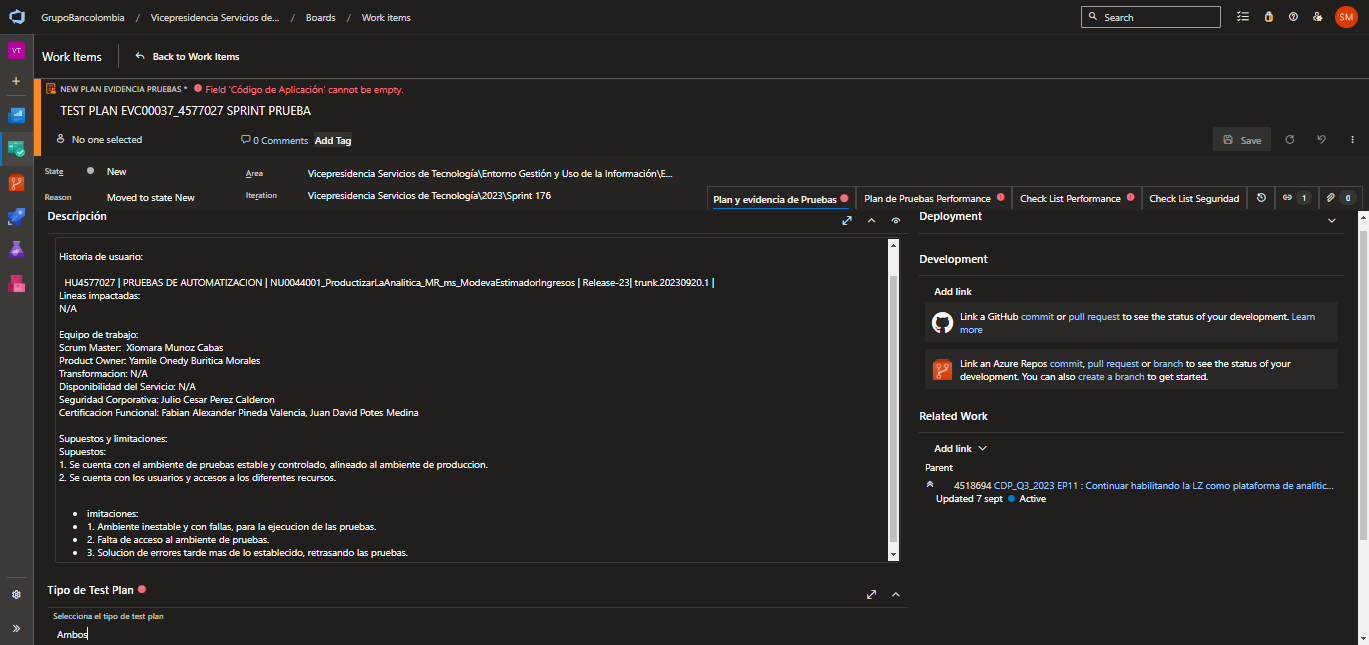 GrupoBancolombia / Vicepresidencia Servicios de... / Boards / Work items
Search
SM
VT
Work Items
Back to Work Items
NEW PLAN EVIDENCIA PRUEBAS * Field 'Código de Aplicación' cannot be empty.
TEST PLAN EVC00037_4577027 SPRINT PRUEBA
No one selected
0 Comments
Add Tag
Save
State
New
Area
Vicepresidencia Servicios de Tecnología\Entorno Gestión y Uso de la Información\E...
Reason
Moved to state New
Iteration
Vicepresidencia Servicios de Tecnología\2023\Sprint 176
Plan y evidencia de Pruebas
Plan de Pruebas Performance
Check List Performance
Check List Seguridad
1
0
Descripción
Historia de usuario:
HU4577027 | PRUEBAS DE AUTOMATIZACION | NU0044001_ProductizarLaAnalitica_MR_ms_ModevaEstimadorIngresos | Release-23| trunk.20230920.1 |
Lineas impactadas:
N/A
Equipo de trabajo:
Scrum Master: Xiomara Munoz Cabas
Product Owner: Yamile Onedy Buritica Morales
Transformacion: N/A
Disponibilidad del Servicio: N/A
Seguridad Corporativa: Julio Cesar Perez Calderon
Certificacion Funcional: Fabian Alexander Pineda Valencia, Juan David Potes Medina
Supuestos y limitaciones:
Supuestos:
1. Se cuenta con el ambiente de pruebas estable y controlado, alineado al ambiente de produccion.
2. Se cuenta con los usuarios y accesos a los diferentes recursos.
• imitaciones:
• 1. Ambiente inestable y con fallas, para la ejecucion de las pruebas.
• 2. Falta de acceso al ambiente de pruebas.
• 3. Solucion de errores tarde mas de lo establecido, retrasando las pruebas.
Tipo de Test Plan
Selecciona el tipo de test plan
Ambos
Deployment
Development
Add link
Link a GitHub commit or pull request to see the status of your development. Learn
more
Link an Azure Repos commit, pull request or branch to see the status of your
development. You can also create a branch to get started.
Related Work
Add link
Parent
4518694 CDP_Q3_2023 EP11 : Continuar habilitando la LZ como plataforma de analitic...
Updated 7 sept Active